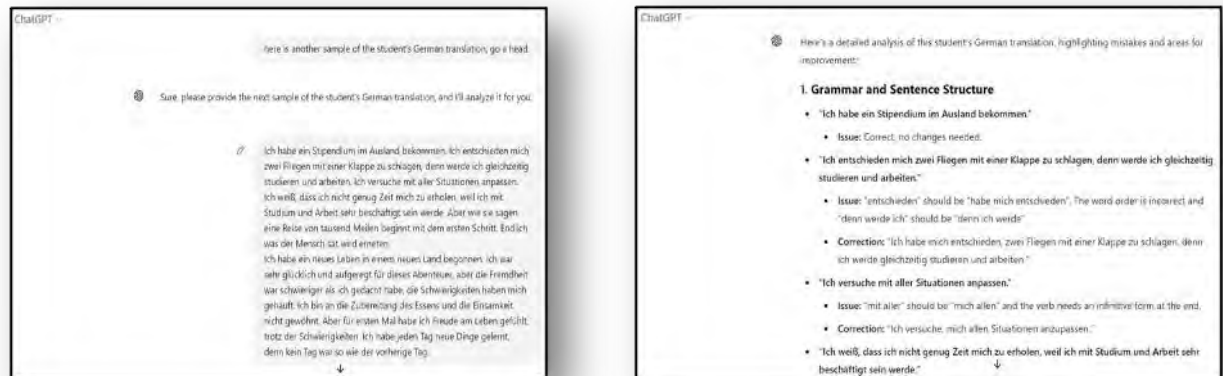 ChatGPT
here is another sample of the student's German translation, go a head
Sure, please provide the next sample of the student's German translation, and I'll analyze it for you.
Ich habe ein Stipendium im Ausland bekommen. Ich entschieden mich
zwei Fliegen mit einer Klappe zu schlagen, denn werde ich gleichzeitig
studieren und arbeiten. Ich versuche mit aller Situationen anpassen.
Ich weiß, dass ich nicht genug Zeit mich zu erholen, weil ich mit
Studium und Arbeit sehr beschäftigt sein werde. Aber wie sie sagen
eine Reise von tausend Meilen beginnt mit dem ersten Schritt. Endlich
was der Mensch sät wird ernten.
Ich habe ein neues Leben in einem neuen Land begonnen. Ich war
sehr glücklich und aufgeregt für dieses Abenteuer, aber die Fremdheit
war schwieriger als ich gedacht habe, die Schwierigkeiten haben mich
gehäuft. Ich bin an die Zubereitung des Essens und die Einsamkeit
nicht gewöhnt. Aber für ersten Mal habe ich Freude am Leben gefühlt,
trotz der Schwierigkeiten. Ich habe jeden Tag neue Dinge gelernt,
denn kein Tag war so wie der vorherige Tag.
ChatGPT
Here's a detailed analysis of this student's German translation, highlighting mistakes and areas for
improvement:
1. Grammar and Sentence Structure
• "Ich habe ein Stipendium im Ausland bekommen."
• Issue: Correct, no changes needed.
• "Ich entschieden mich zwei Fliegen mit einer Klappe zu schlagen, denn werde ich gleichzeitig
studieren und arbeiten."
• Issue: "entschieden" should be "habe mich entschieden". The word order is incorrect and
"denn werde ich" should be "denn ich werde"
• Correction: "Ich habe mich entschieden, zwei Fliegen mit einer Klappe zu schlagen, denn
ich werde gleichzeitig studieren und arbeiten."
• "Ich versuche mit aller Situationen anpassen."
• Issue: "mit aller" should be "mich allen" and the verb needs an infinitive form at the end.
• Correction: "Ich versuche, mich allen Situationen anzupassen."
• "Ich weiß, dass ich nicht genug Zeit mich zu erholen, weil ich mit Studium und Arbeit sehr
beschäftigt sein werde."